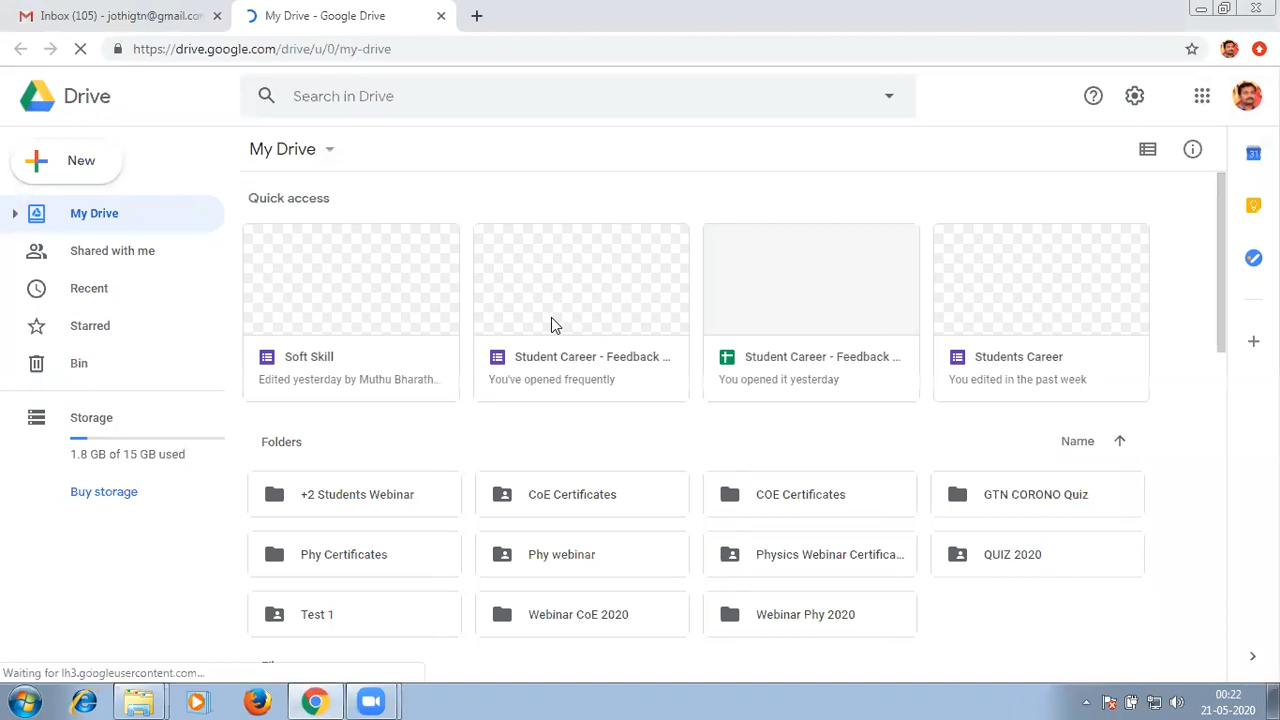 Inbox (105) - jothigtn@gmail.co
My Drive - Google Drive
https://drive.google.com/drive/u/0/my-drive
Drive
Search in Drive
New
My Drive
My Drive
Shared with me
Recent
Starred
Bin
Storage
1.8 GB of 15 GB used
Buy storage
Quick access
Soft Skill
Edited yesterday by Muthu Bharath...
Student Career - Feedback ...
You've opened frequently
Student Career - Feedback ...
You opened it yesterday
Students Career
You edited in the past week
Folders
Name
+2 Students Webinar
CoE Certificates
COE Certificates
GTN CORONO Quiz
Phy Certificates
Phy webinar
Physics Webinar Certifica...
QUIZ 2020
Test 1
Webinar CoE 2020
Webinar Phy 2020
31
Waiting for lh3.googleusercontent.com...
00:22
21-05-2020